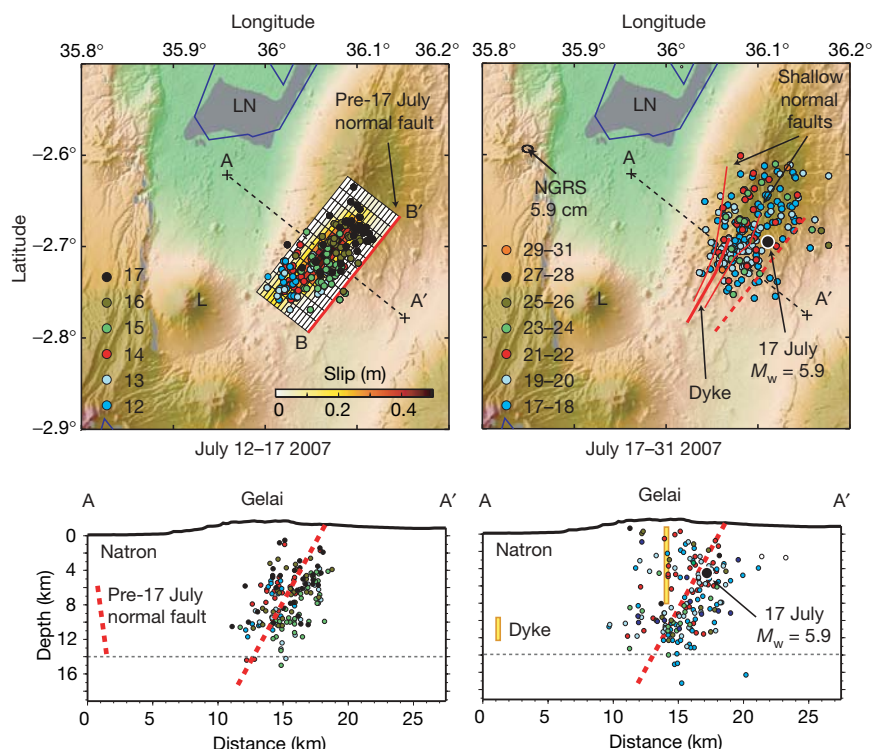 Longitude
35.8° 35.9° 36° 36.1° 36.2°
LN
Pre-17 July
normal fault
A
B′
−2.6°
−2.7°
−2.8°
−2.9°
Latitude
L
A′
B
17
16
15
14
13
12
Slip (m)
0 0.2 0.4
July 12–17 2007
Longitude
35.8° 35.9° 36° 36.1° 36.2°
LN
Shallow
normal
faults
A
NGRS
5.9 cm
29–31
27–28
25–26
23–24
21–22
19–20
17–18
L
A′
17 July
Mw = 5.9
Dyke
July 17–31 2007
A Gelai A′
Natron
Pre-17 July
normal fault
0
4
8
12
16
Depth (km)
0 5 10 15 20 25
Distance (km)
A Gelai A′
Natron
Dyke
17 July
Mw = 5.9
0 5 10 15 20 25
Distance (km)